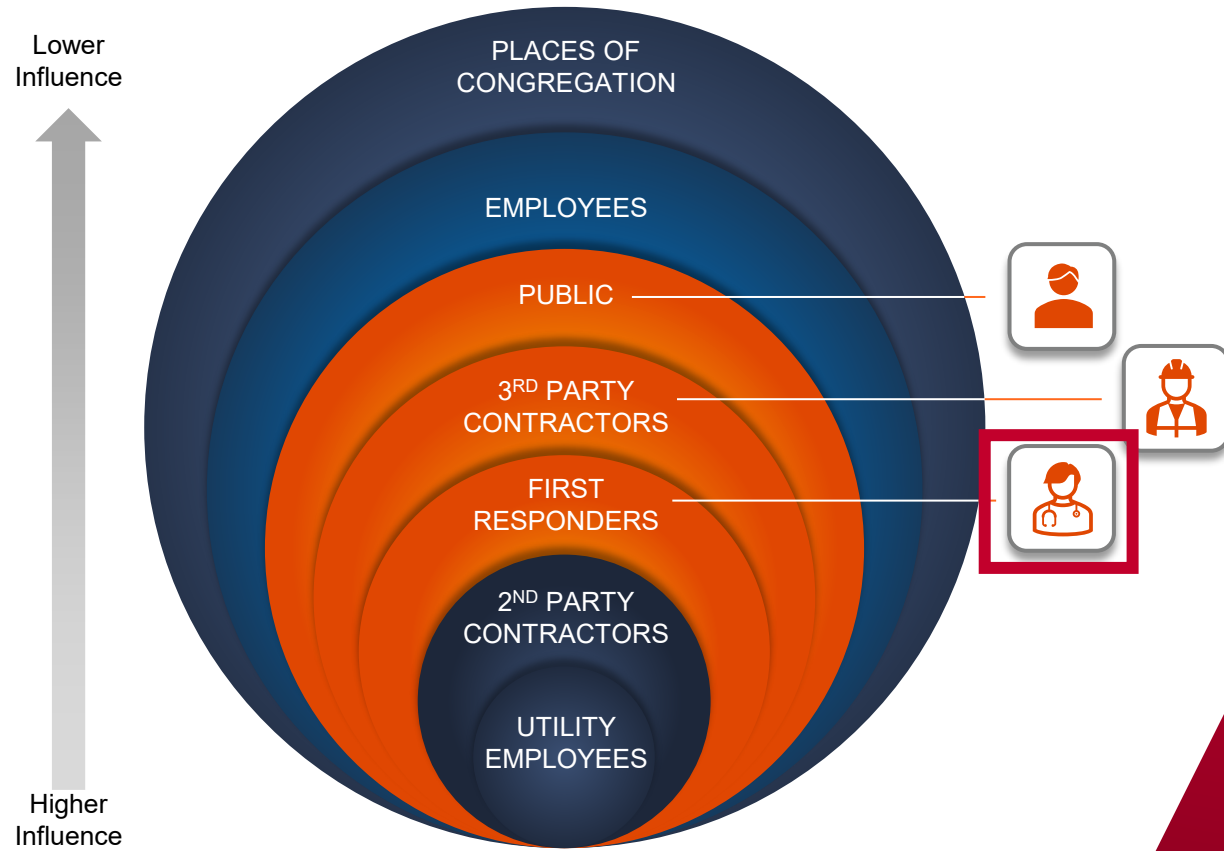 Lower
Influence
PLACES OF
CONGREGATION
EMPLOYEES
PUBLIC
3RD PARTY
CONTRACTORS
FIRST
RESPONDERS
2ND PARTY
CONTRACTORS
UTILITY
EMPLOYEES
Higher
Influence